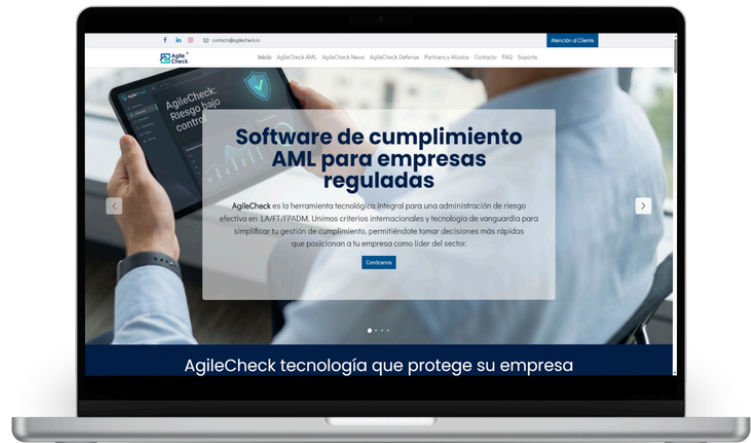 contacto@agilecheck.io
Atención al Cliente
Agile Check
Inicio AgileCheck AML AgileCheck News AgileCheck Defense Partners y Aliados Contacto FAQ Soporte
AgileCheck:
Riesgo bajo
control
Software de cumplimiento
AML para empresas
reguladas
AgileCheck es la herramienta tecnológica integral para una administración de riesgo
efectiva en LA/FT/FPADM. Unimos criterios internacionales y tecnología de vanguardia para
simplificar tu gestión de cumplimiento, permitiéndote tomar decisiones más rápidas
que posicionan a tu empresa como líder del sector.
Conócenos
AgileCheck tecnología que protege su empresa